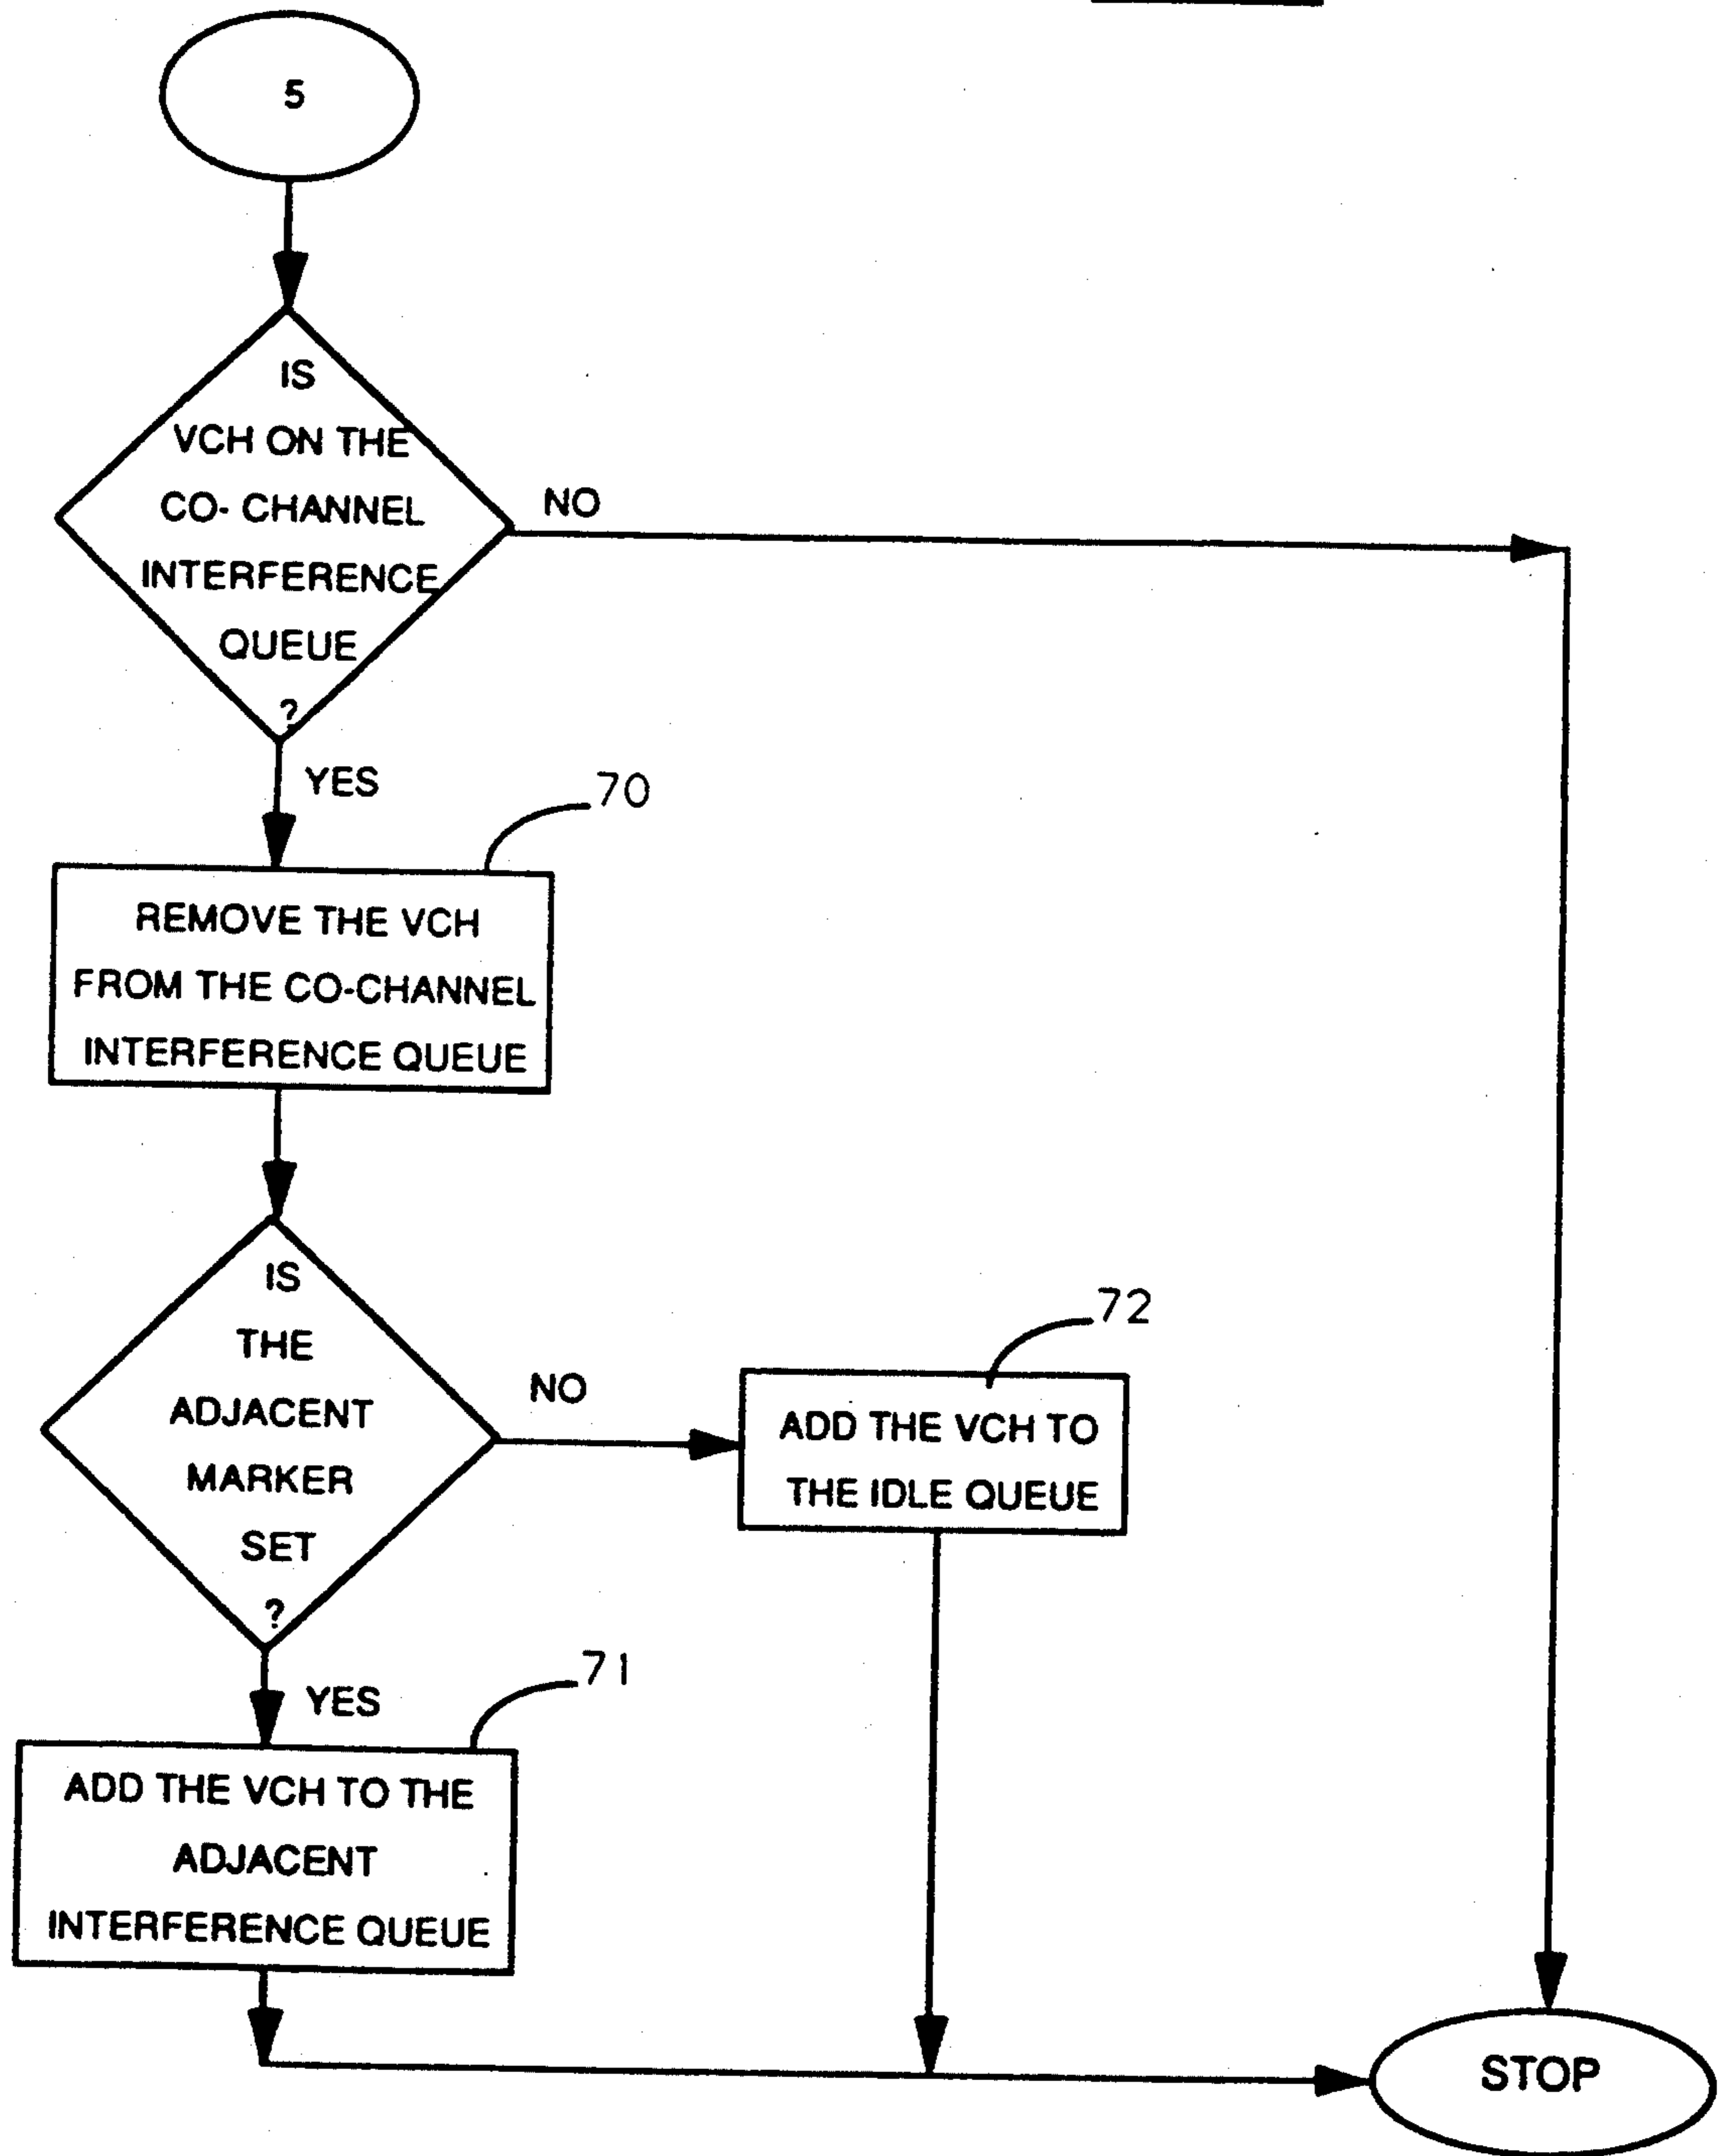 5
IS
VCH ON THE
CO- CHANNEL
INTERFERENCE
QUEUE
?
NO
YES
70
REMOVE THE VCH
FROM THE CO-CHANNEL
INTERFERENCE QUEUE
IS
THE
ADJACENT
MARKER
SET
?
NO
72
ADD THE VCH TO
THE IDLE QUEUE
YES
71
ADD THE VCH TO THE
ADJACENT
INTERFERENCE QUEUE
STOP